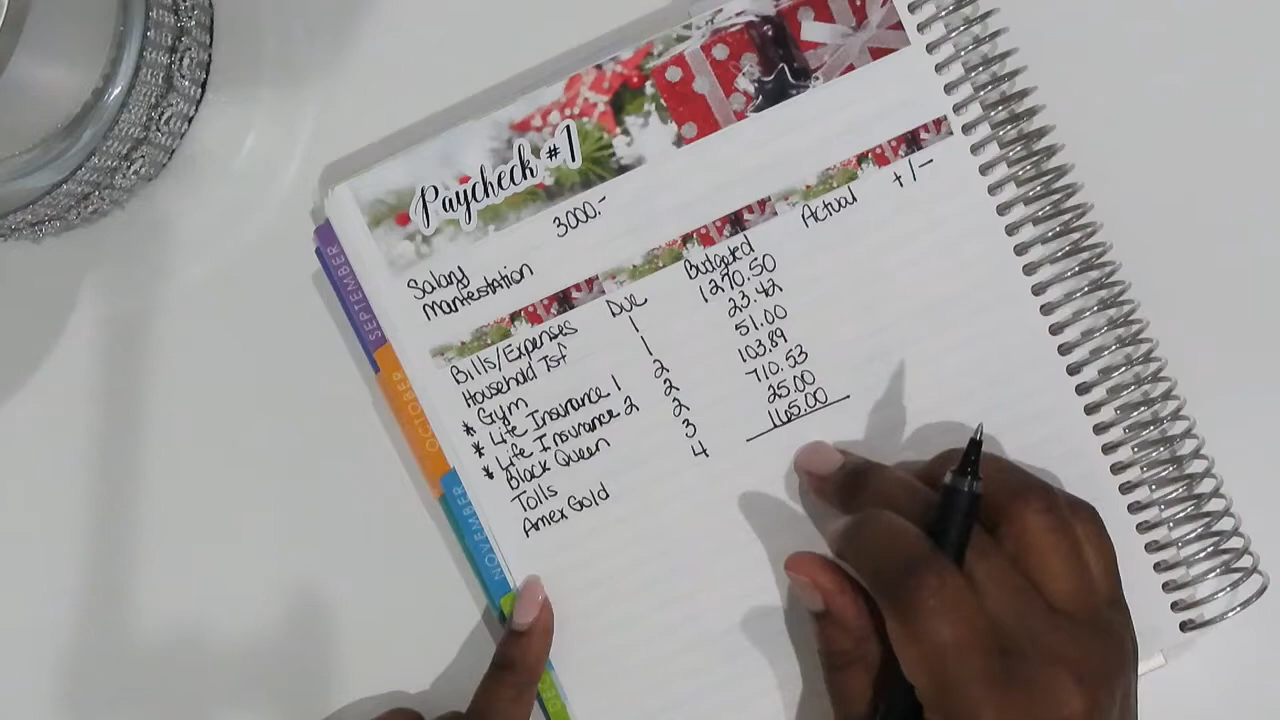 Paycheck #1
Salary 3000.-
Manfestation
Bills/Expenses Due Budgeted Actual +/-
Household Tsf 1 1270.50
* Gym 1 23.42
* Life Insurance 1 2 51.00
* Life Insurance 2 2 103.89
Black Queen 2 710.53
Tolls 3 25.00
Amex Gold 4 165.00
SEPTEMBER
OCTOBER
NOVEMBER